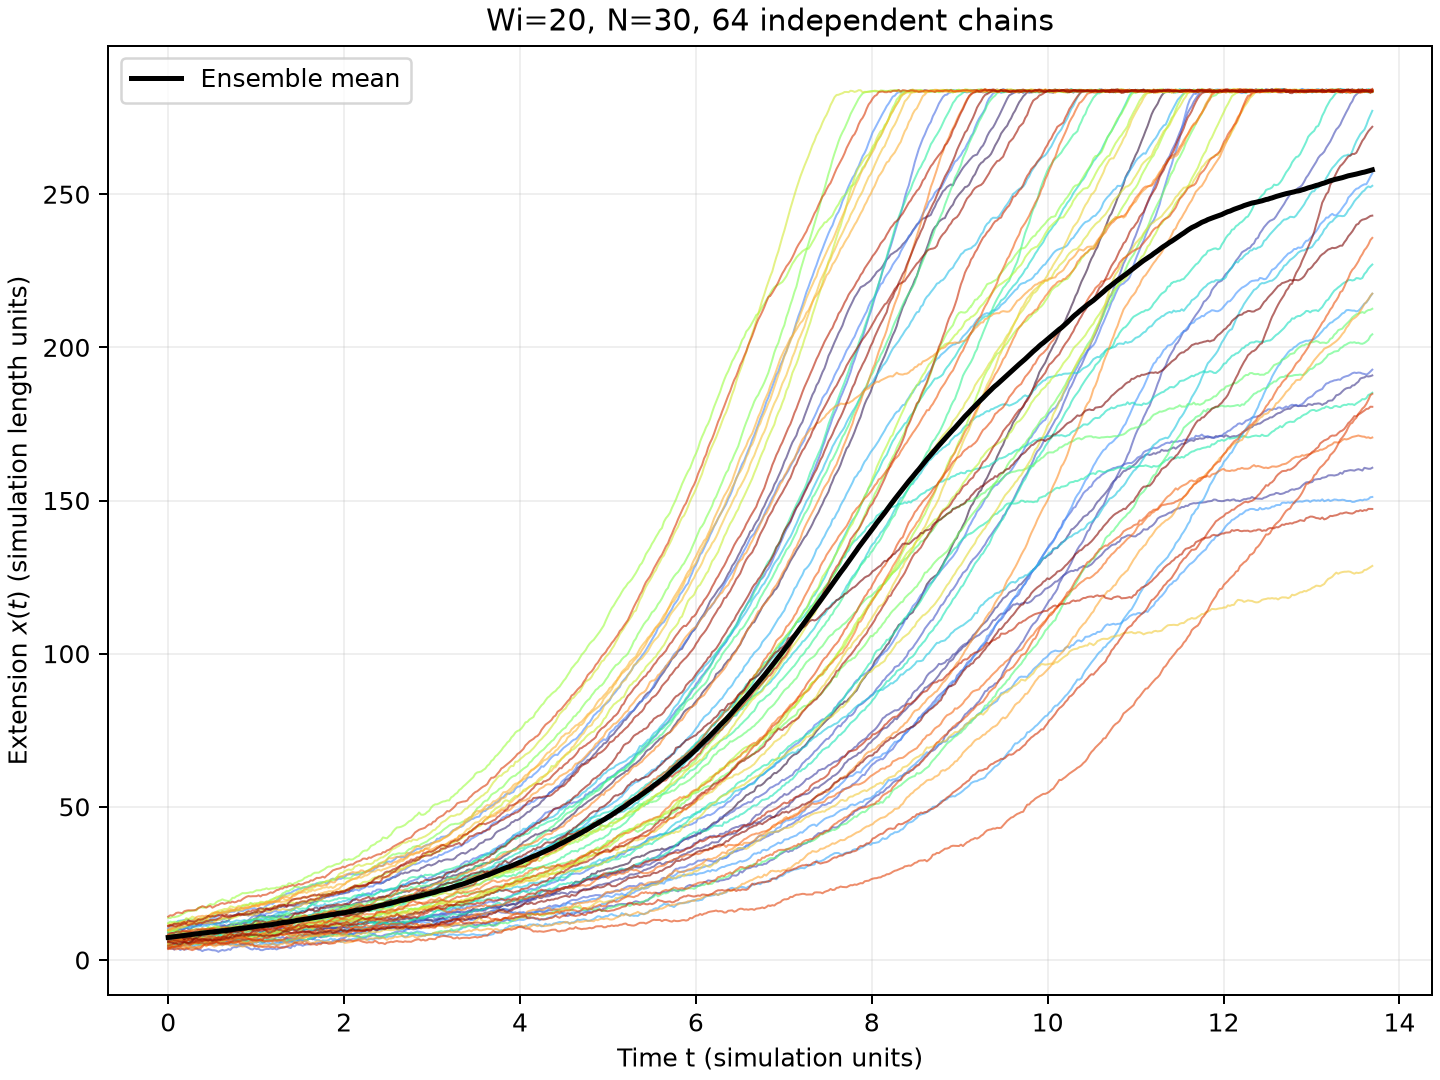 Wi=20, N=30, 64 independent chains
Ensemble mean
Extension x(t) (simulation length units)
250
200
150
100
50
0
0 2 4 6 8 10 12 14
Time t (simulation units)